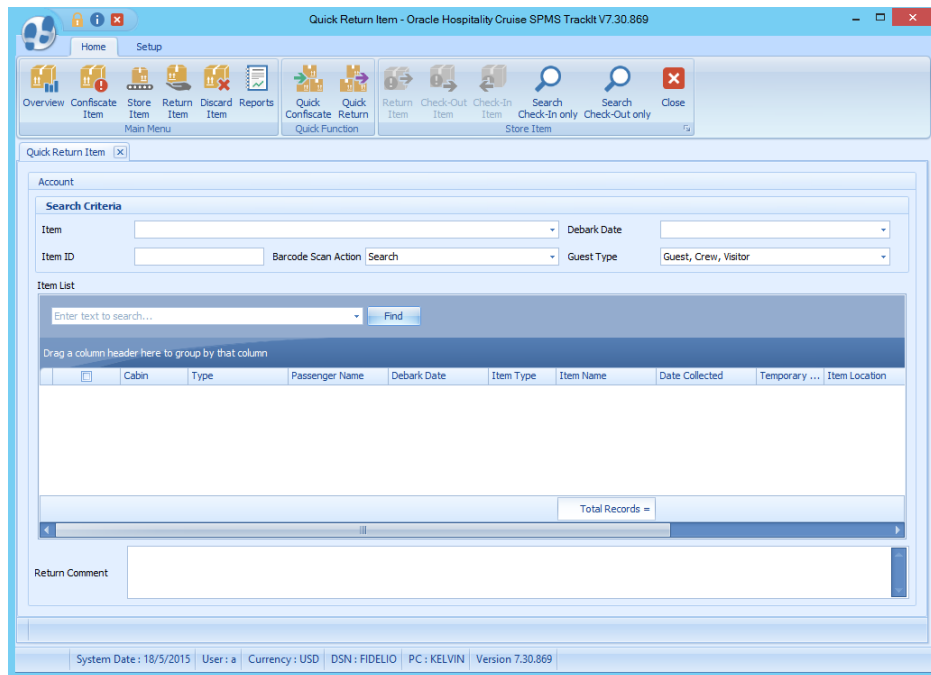 Quick Return Item - Oracle Hospitality Cruise SPMS TrackIt V7.30.869
Home Setup
Overview Confiscate Item Store Item Return Item Discard Item Reports Quick Confiscate Quick Return Return Item Check-Out Item Check-In Item Search Check-In only Search Check-Out only Close
Main Menu Quick Function Store Item
Quick Return Item
Account
Search Criteria
Item Debark Date
Item ID Barcode Scan Action Search Guest Type Guest, Crew, Visitor
Item List
Enter text to search... Find
Drag a column header here to group by that column
Cabin Type Passenger Name Debark Date Item Type Item Name Date Collected Temporary ... Item Location
Total Records =
Return Comment
System Date : 18/5/2015 User : a Currency : USD DSN : FIDELIO PC : KELVIN Version 7.30.869